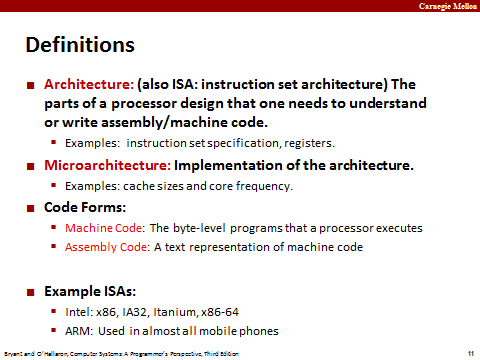 Carnegie Mellon
Definitions
Architecture: (also ISA: instruction set architecture) The
parts of a processor design that one needs to understand
or write assembly/machine code.
Examples: instruction set specification, registers.
Microarchitecture: Implementation of the architecture.
Examples: cache sizes and core frequency.
Code Forms:
Machine Code: The byte-level programs that a processor executes
Assembly Code: A text representation of machine code
Example ISAs:
Intel: x86, IA32, Itanium, x86-64
ARM: Used in almost all mobile phones
Bryant and O'Hallaron, Computer Systems: A Programmer's Perspective, Third Edition
11